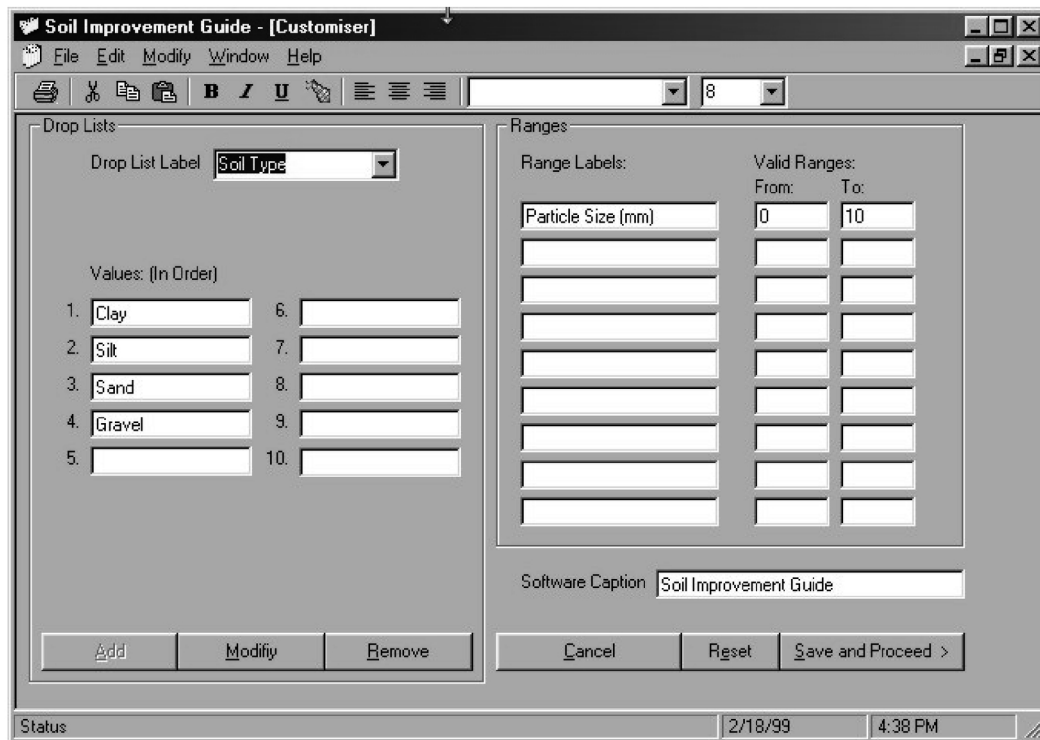 Soil Improvement Guide - [Customiser]
File Edit Modify Window Help
B I U 8
Drop Lists
Drop List Label Soil Type
Values: (In Order)
1. Clay 6.
2. Silt 7.
3. Sand 8.
4. Gravel 9.
5. 10.
Add Modifiy Remove
Ranges
Range Labels: Valid Ranges:
From: To:
Particle Size (mm) 0 10
Software Caption Soil Improvement Guide
Cancel Reset Save and Proceed >
Status 2/18/99 4:38 PM